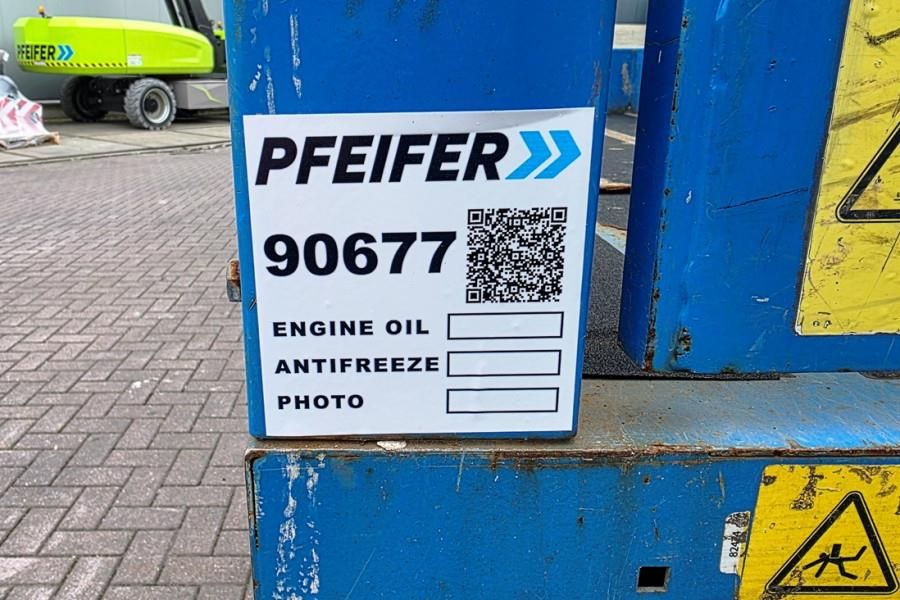 PFEIFER
PFEIFER
90677
ENGINE OIL
ANTIFREEZE
PHOTO